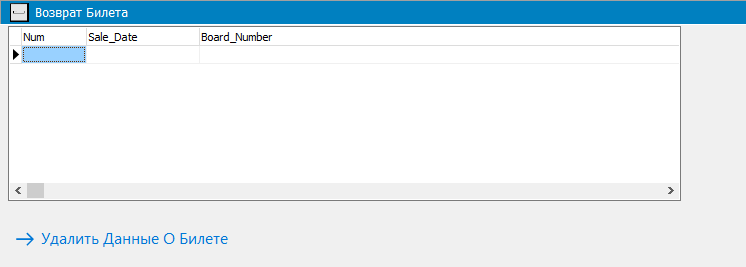 Возврат Билета
Num Sale_Date Board_Number
Удалить Данные О Билете